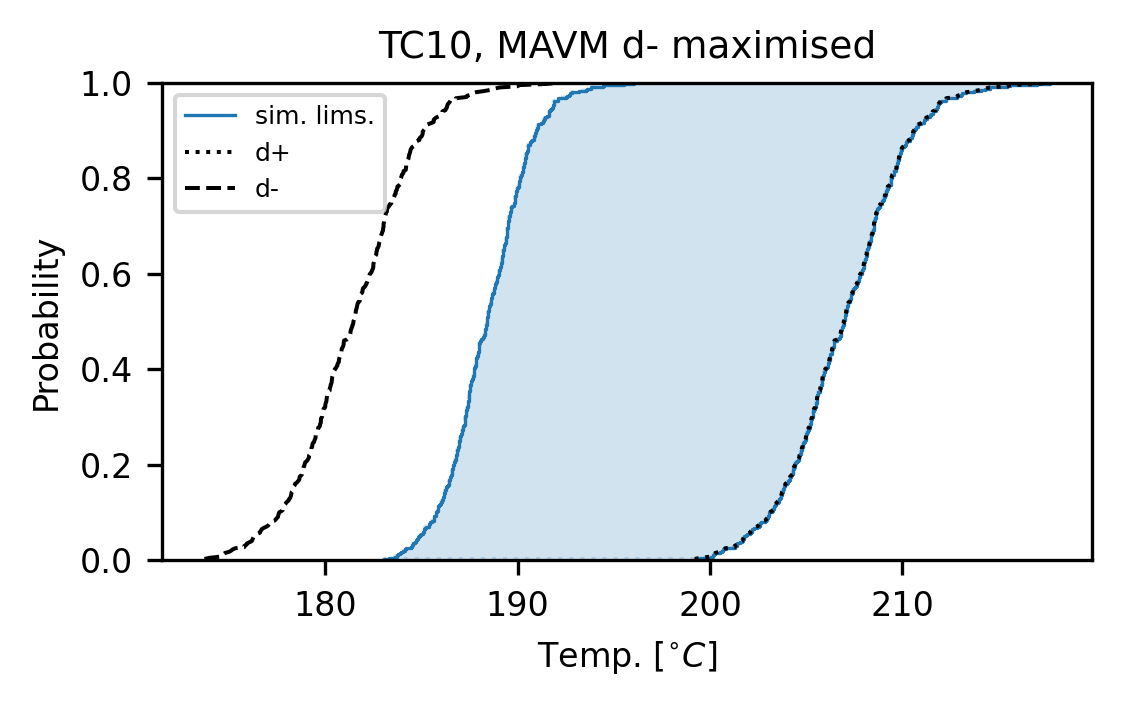 TC10, MAVM d- maximised
sim. lims.
d+
d-
Probability
1.0
0.8
0.6
0.4
0.2
0.0
180
190
200
210
Temp. [°C]